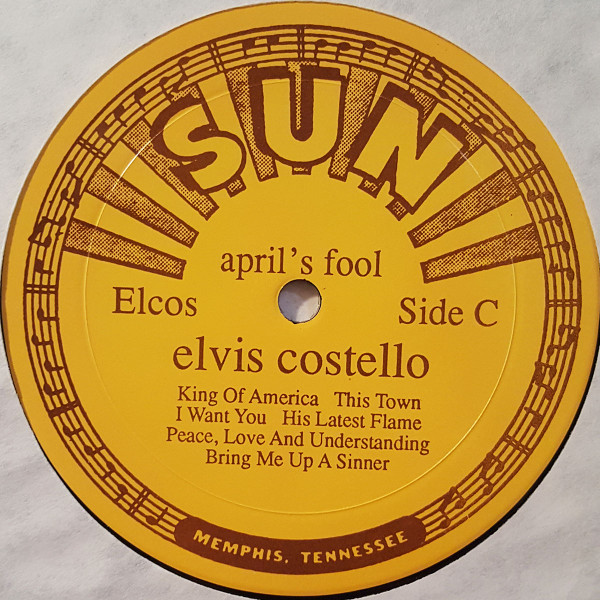 SUN
april's fool
Elcos
Side C
elvis costello
King Of America This Town
I Want You His Latest Flame
Peace, Love And Understanding
Bring Me Up A Sinner
MEMPHIS, TENNESSEE